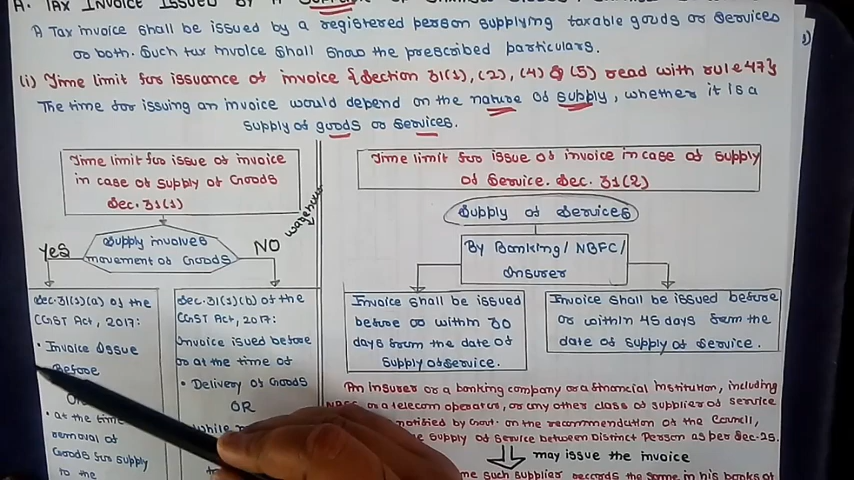 A. TAX INVOICE ISSUED BY A
A Tax invoice shall be issued by a registered person supplying taxable goods or services
or both. Such tax invoice shall show the prescribed particulars.
(i) Time limit for issuance of invoice {Section 31(1), (2), (4) & (5) read with rule 47}
The time for issuing an invoice would depend on the nature of supply, whether it is a
supply of goods or services.
Time limit for issue of invoice
in case of supply of Goods
Sec. 31(1)
Supply involves
movement of Goods
Yes
NO
Sec. 31(1)(a) of the
CGST Act, 2017:
• Invoice Issue
Before
OR
• at the time
removal of
Goods for supply
to the
Sec. 31(1)(b) of the
CGST Act, 2017:
Invoice isued before
or at the time of
• Delivery of Goods
OR
while
Time limit for issue of invoice in case of supply
of Service. Sec. 31(2)
Supply of Services
By Banking/NBFC/
Insurer
Invoice shall be issued
before or within 30
days from the date of
supply of service.
Invoice shall be issued before
or within 45 days from the
date of supply of service.
An insurer or a banking company or a financial institution, including
or a telecom operator, or any other class of supplier of service
notified by Govt. on the recommendation of the Council,
supply of service between Distinct Person as per Sec-25.
may issue the invoice
such supplier records the same in his books of